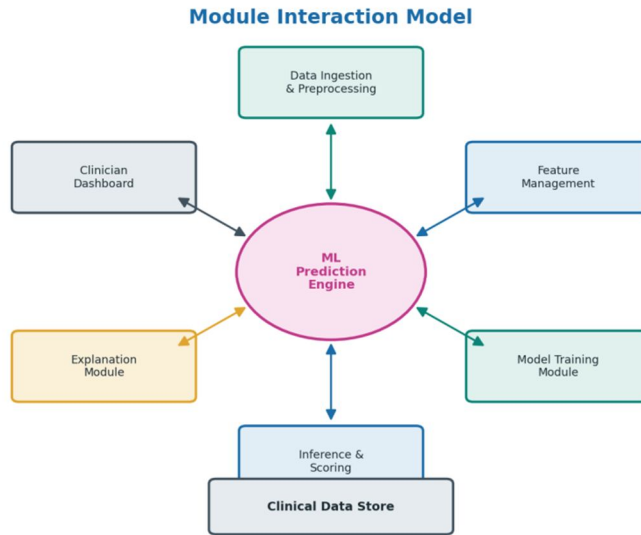 Module Interaction Model
Data Ingestion
& Preprocessing
Clinician
Dashboard
Feature
Management
ML
Prediction
Engine
Explanation
Module
Model Training
Module
Inference &
Scoring
Clinical Data Store